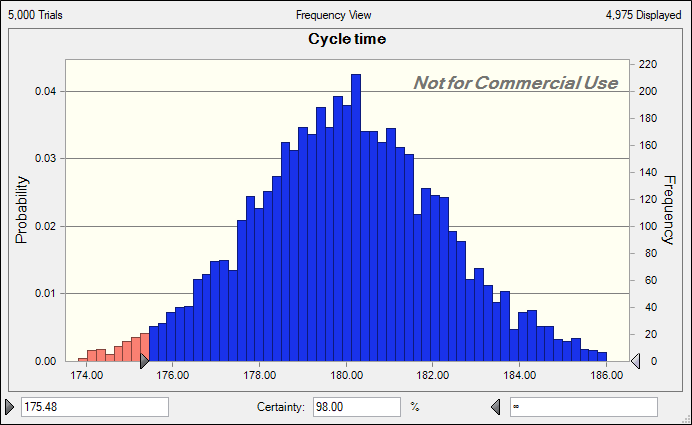 5,000 Trials Frequency View 4,975 Displayed
Cycle time
Not for Commercial Use
Probability
0.04
0.03
0.02
0.01
0.00
220
200
180
160
140
120
100
80
60
40
20
0
Frequency
174.00 176.00 178.00 180.00 182.00 184.00 186.00
175.48 Certainty: 98.00 % ∞